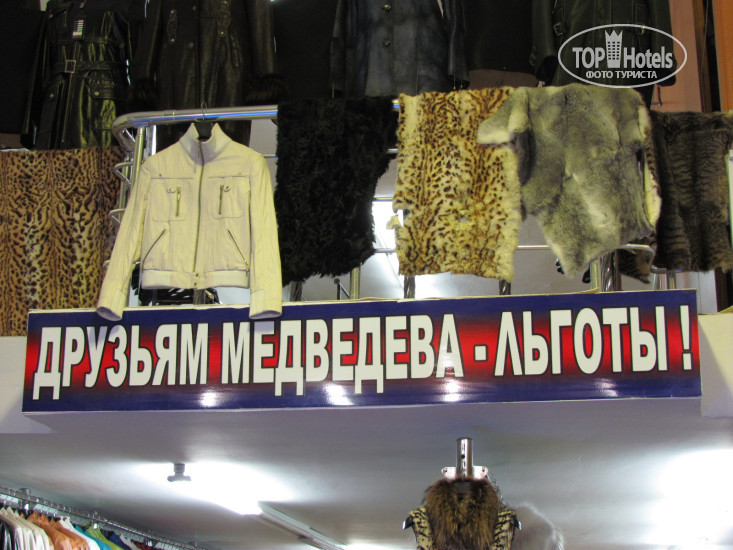 TOP Hotels
ФОТО ТУРИСТА
ДРУЗЬЯМ МЕДВЕДЕВА - ЛЬГОТЫ !